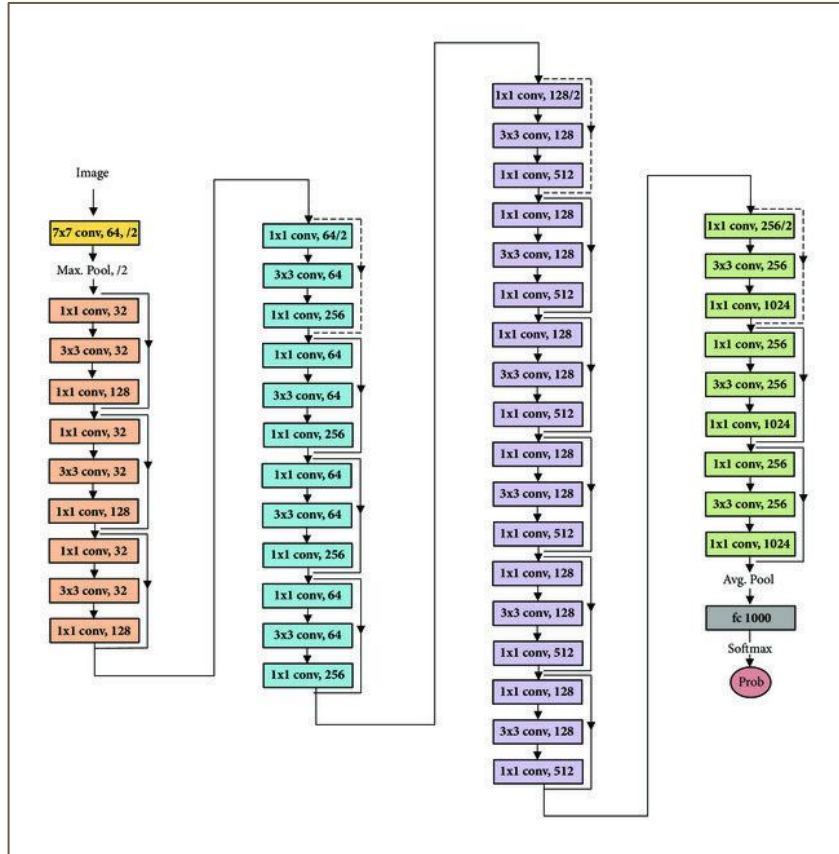 Image
7x7 conv, 64, /2
Max. Pool, /2
1x1 conv, 32
3x3 conv, 32
1x1 conv, 128
1x1 conv, 32
3x3 conv, 32
1x1 conv, 128
1x1 conv, 32
3x3 conv, 32
1x1 conv, 128
1x1 conv, 64/2
3x3 conv, 64
1x1 conv, 256
1x1 conv, 64
3x3 conv, 64
1x1 conv, 256
1x1 conv, 64
3x3 conv, 64
1x1 conv, 256
1x1 conv, 64
3x3 conv, 64
1x1 conv, 256
1x1 conv, 128/2
3x3 conv, 128
1x1 conv, 512
1x1 conv, 128
3x3 conv, 128
1x1 conv, 512
1x1 conv, 128
3x3 conv, 128
1x1 conv, 512
1x1 conv, 128
3x3 conv, 128
1x1 conv, 512
1x1 conv, 128
3x3 conv, 128
1x1 conv, 512
1x1 conv, 128
3x3 conv, 128
1x1 conv, 512
1x1 conv, 256/2
3x3 conv, 256
1x1 conv, 1024
1x1 conv, 256
3x3 conv, 256
1x1 conv, 1024
1x1 conv, 256
3x3 conv, 256
1x1 conv, 1024
Avg. Pool
fc 1000
Softmax
Prob